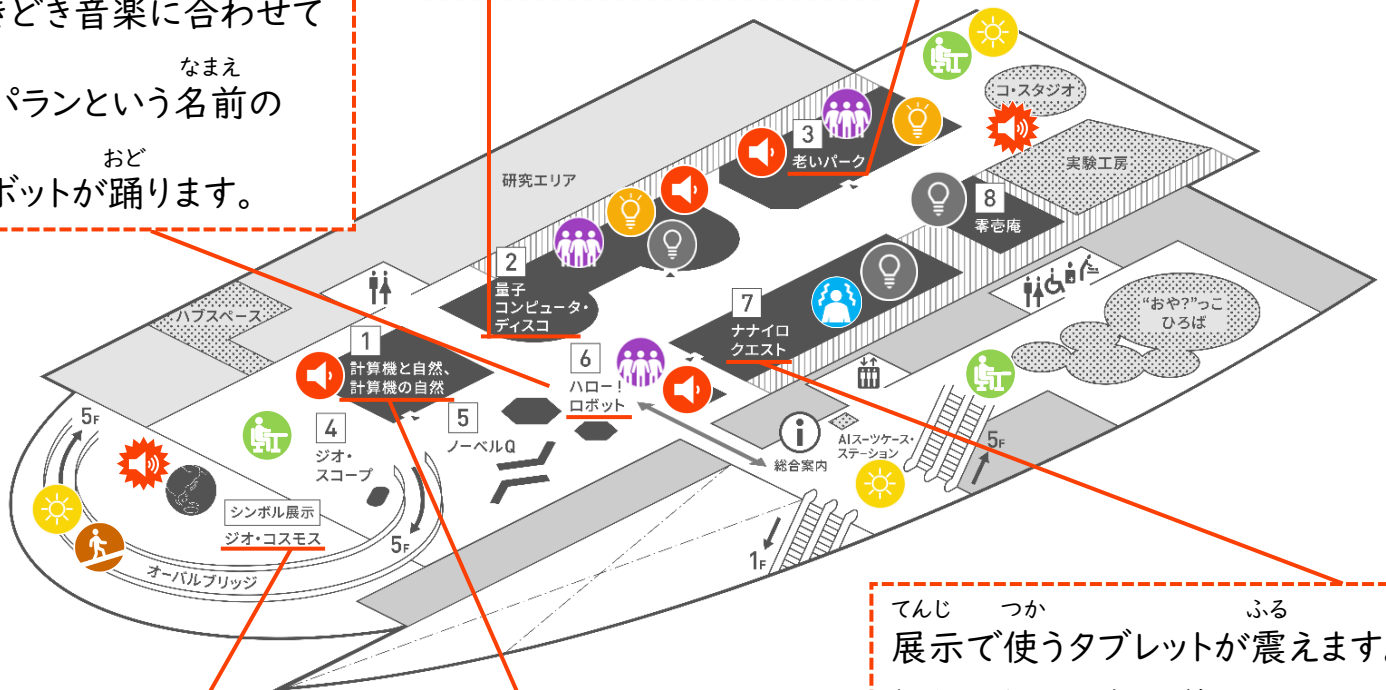 きどき音楽に合わせて
なまえ
パランという名前の
おど
ボットが踊ります。
研究エリア
コ・スタジオ
実験工房
3
老いパーク
8
零壱庵
2
量子
コンピュータ・
ディスコ
ハブスペース
1
計算機と自然、
計算機の自然
7
ナナイロ
クエスト
“おや?”っこ
ひろば
6
ハロー!
ロボット
5
ノーベルQ
4
ジオ・
スコープ
5F
シンボル展示
ジオ・コスモス
5F
オーバルブリッジ
総合案内
AIスーツケース・
ステーション
5F
1F
てんじ つか ふる
展示で使うタブレットが震えます